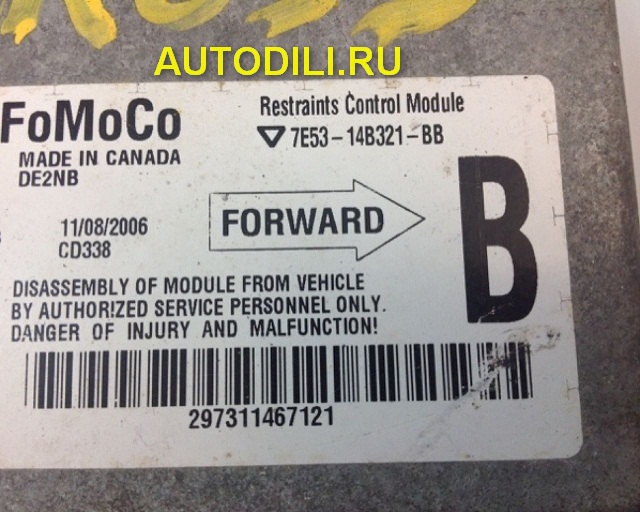 AUTODILI.RU
FoMoCo
Restraints Control Module
7E53-14B321-BB
MADE IN CANADA
DE2NB
11/08/2006
CD338
FORWARD
B
DISASSEMBLY OF MODULE FROM VEHICLE
BY AUTHORIZED SERVICE PERSONNEL ONLY.
DANGER OF INJURY AND MALFUNCTION!
297311467121